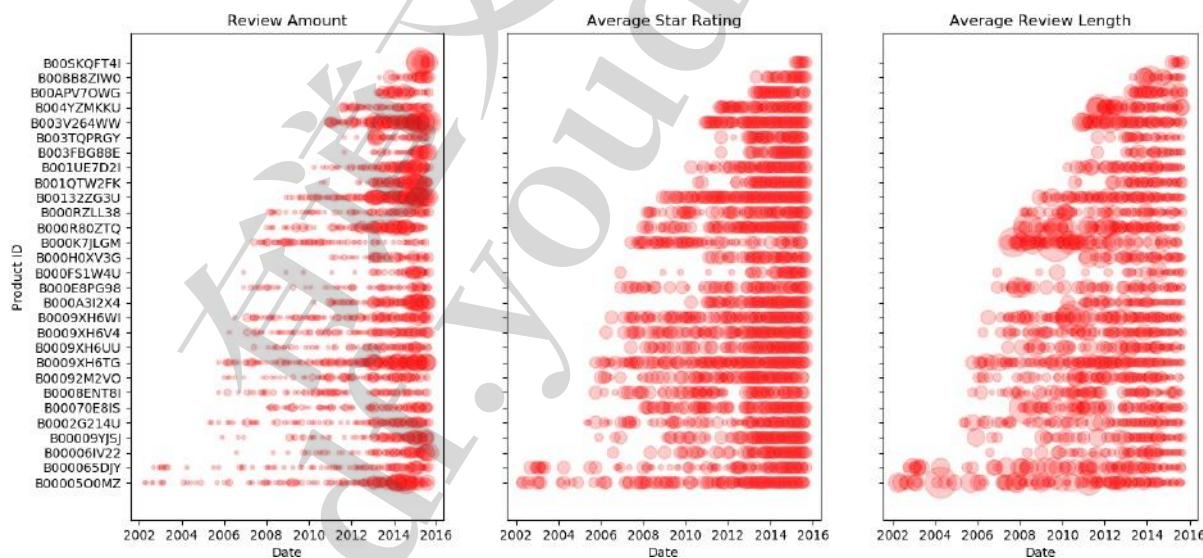 Review Amount
Average Star Rating
Average Review Length
Product ID
B00SKQFT4I
B00BB8ZIW0
B00APV7OWG
B004YZMKKU
B003V264WW
B003TQPRGY
B003FBG88E
B001UE7D2I
B001QTW2FK
B00132ZG3U
B000RZLL38
B000R80ZTQ
B000K7JLGM
B000H0XV3G
B000FS1W4U
B000E8PG98
B000A3I2X4
B0009XH6WI
B0009XH6V4
B0009XH6UU
B0009XH6TG
B00092M2VO
B0008ENT8I
B00070E8IS
B0002G214U
B00009YJSJ
B00006IV22
B000065DJY
B00005O0MZ
2002 2004 2006 2008 2010 2012 2014 2016
Date
2002 2004 2006 2008 2010 2012 2014 2016
Date
2002 2004 2006 2008 2010 2012 2014 2016
Date